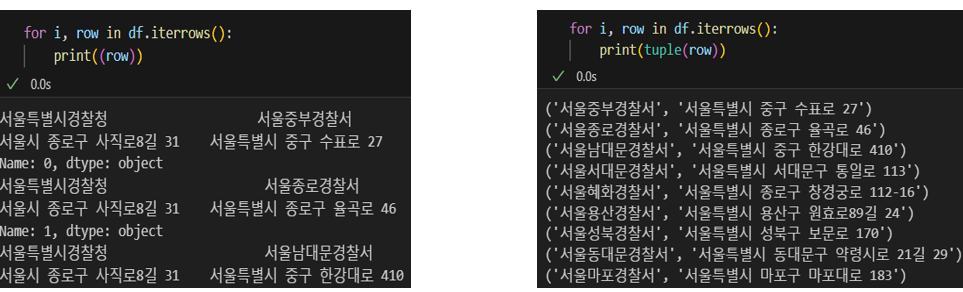 for i, row in df.iterrows():
print((row))
✓ 0.0s
서울특별시경찰청 서울중부경찰서
서울시 종로구 사직로8길 31 서울특별시 중구 수표로 27
Name: 0, dtype: object
서울특별시경찰청 서울종로경찰서
서울시 종로구 사직로8길 31 서울특별시 종로구 율곡로 46
Name: 1, dtype: object
서울특별시경찰청 서울남대문경찰서
서울시 종로구 사직로8길 31 서울특별시 중구 한강대로 410
for i, row in df.iterrows():
print(tuple(row))
✓ 0.0s
('서울중부경찰서', '서울특별시 중구 수표로 27')
('서울종로경찰서', '서울특별시 종로구 율곡로 46')
('서울남대문경찰서', '서울특별시 중구 한강대로 410')
('서울서대문경찰서', '서울특별시 서대문구 통일로 113')
('서울혜화경찰서', '서울특별시 종로구 창경궁로 112-16')
('서울용산경찰서', '서울특별시 용산구 원효로89길 24')
('서울성북경찰서', '서울특별시 성북구 보문로 170')
('서울동대문경찰서', '서울특별시 동대문구 약령시로 21길 29')
('서울마포경찰서', '서울특별시 마포구 마포대로 183')